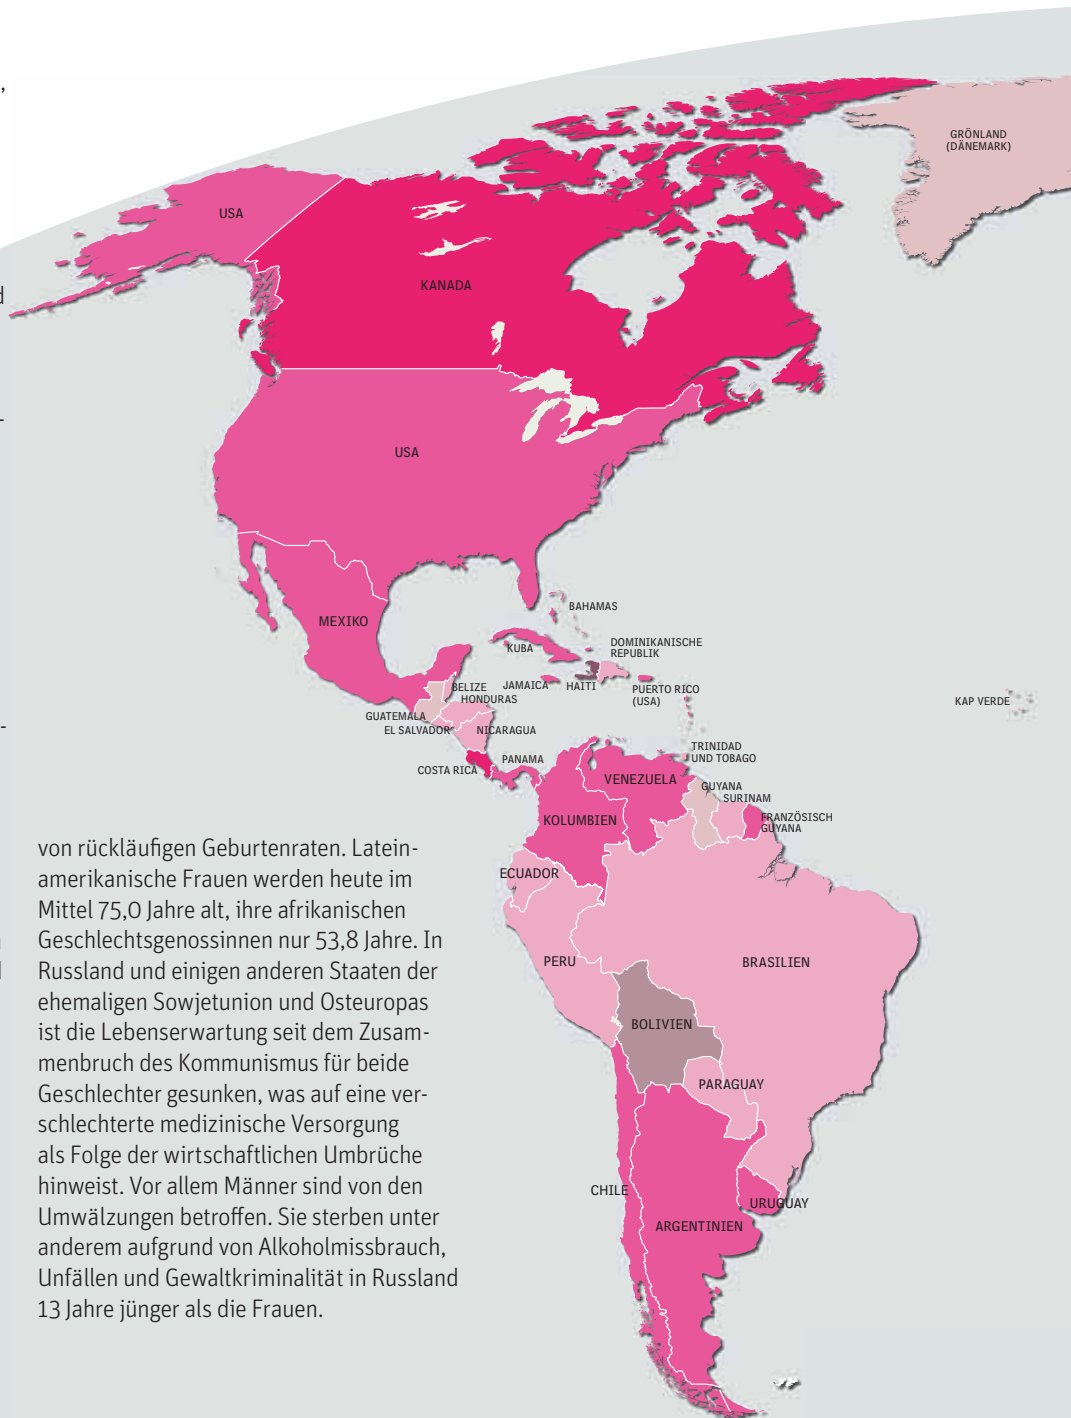 GRÖNLAND
(DÄNEMARK)
USA
KANADA
USA
MEXIKO
BAHAMAS
KUBA
DOMINIKANISCHE
REPUBLIK
BELIZE
JAMAICA
HAITI
PUERTO RICO
(USA)
HONDURAS
KAP VERDE
GUATEMALA
EL SALVADOR
NICARAGUA
TRINIDAD
UND TOBAGO
COSTA RICA
PANAMA
VENEZUELA
GUYANA
SURINAM
KOLUMBIEN
FRANZÖSISCH
GUYANA
ECUADOR
PERU
BRASILIEN
BOLIVIEN
PARAGUAY
CHILE
URUGUAY
ARGENTINIEN
von rückläufigen Geburtenraten. Latein-
amerikanische Frauen werden heute im
Mittel 75,0 Jahre alt, ihre afrikanischen
Geschlechtsgenossinnen nur 53,8 Jahre. In
Russland und einigen anderen Staaten der
ehemaligen Sowjetunion und Osteuropas
ist die Lebenserwartung seit dem Zusam-
menbruch des Kommunismus für beide
Geschlechter gesunken, was auf eine ver-
schlechterte medizinische Versorgung
als Folge der wirtschaftlichen Umbrüche
hinweist. Vor allem Männer sind von den
Umwälzungen betroffen. Sie sterben unter
anderem aufgrund von Alkoholmissbrauch,
Unfällen und Gewaltkriminalität in Russland
13 Jahre jünger als die Frauen.